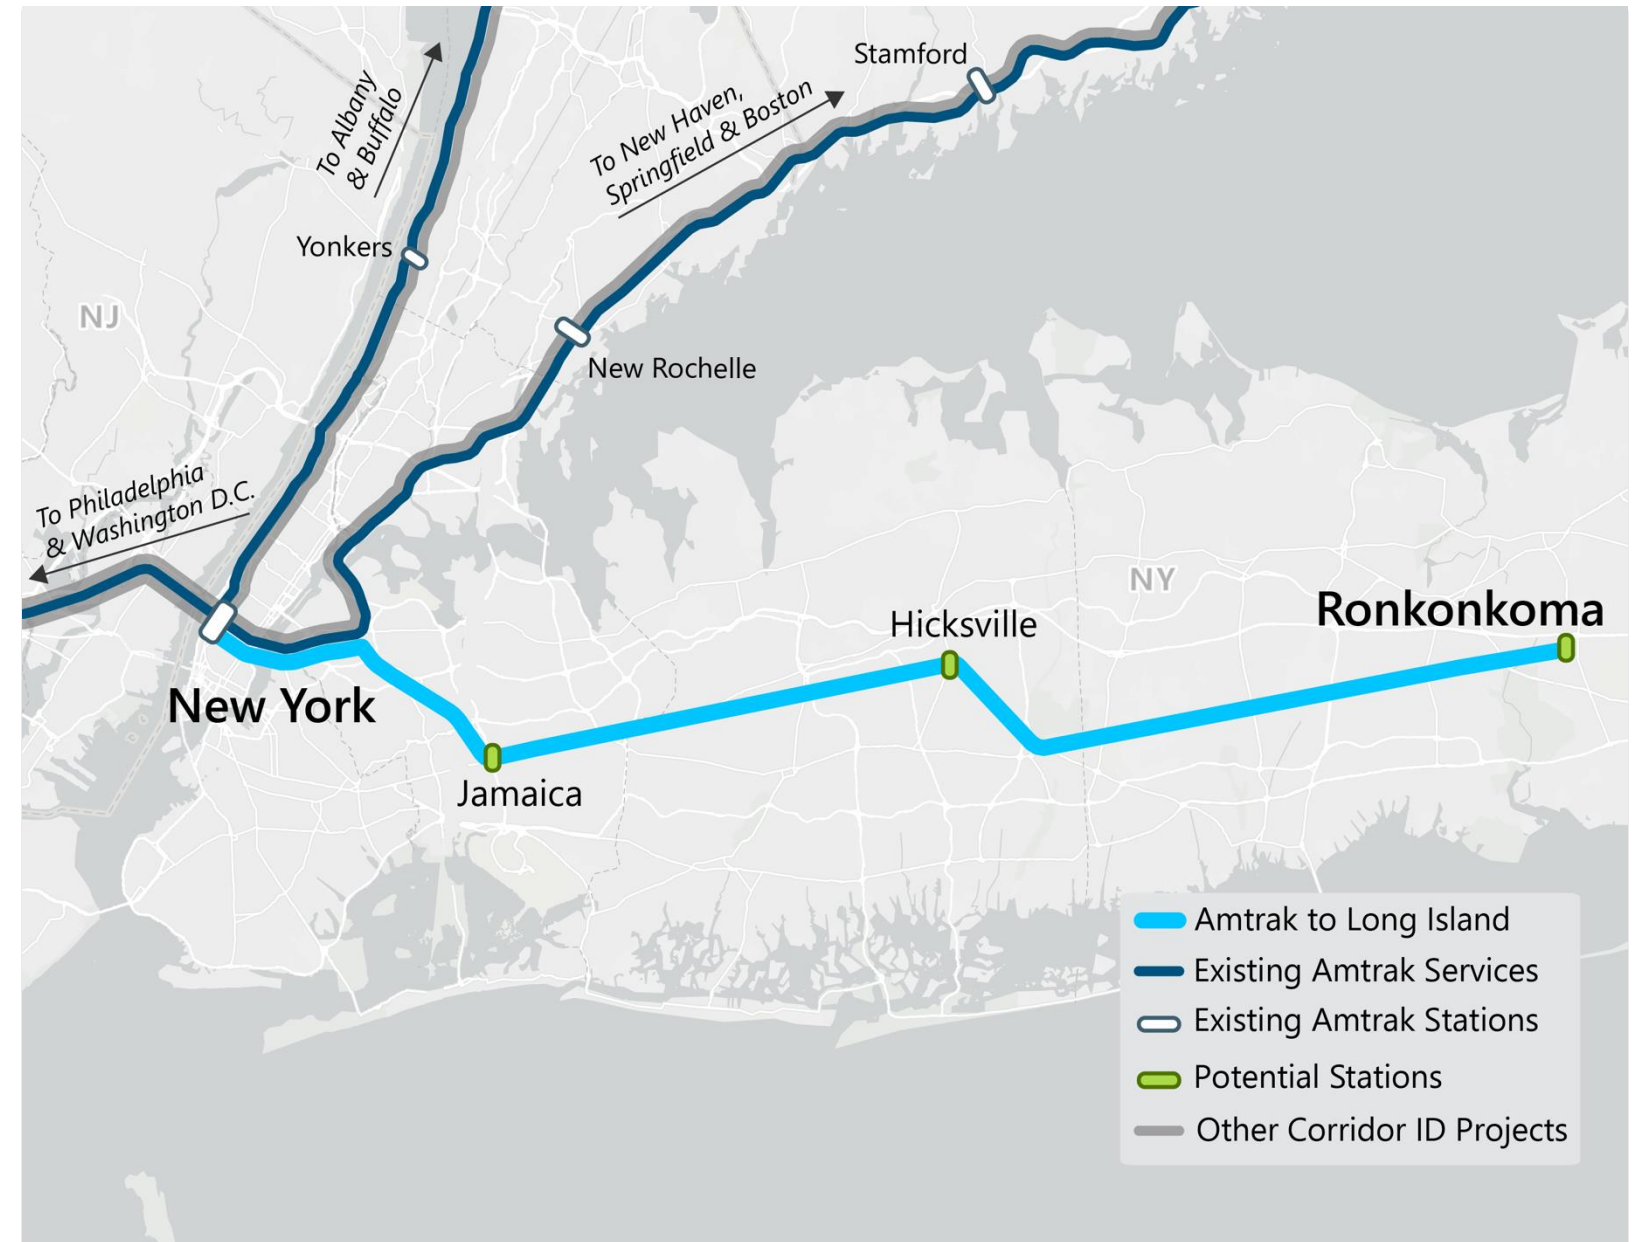 Stamford
To Albany
& Buffalo
To New Haven,
Springfield & Boston
Yonkers
NJ
New Rochelle
To Philadelphia
& Washington D.C.
NY
Ronkonkoma
Hicksville
New York
Jamaica
Amtrak to Long Island
Existing Amtrak Services
Existing Amtrak Stations
Potential Stations
Other Corridor ID Projects